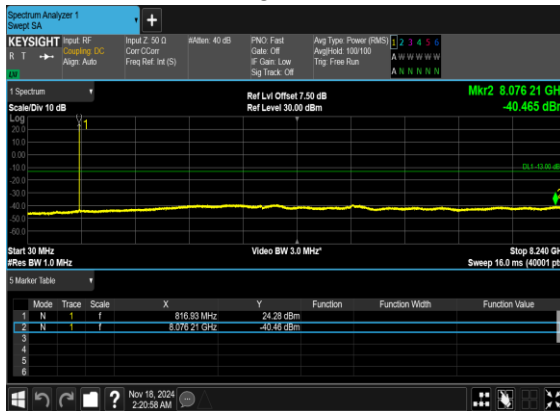 Spectrum Analyzer 1
Swept SA
+
KEYSIGHT Input: RF Input Z: 50 Ω #Atten: 40 dB PNO: Fast Avg Type: Power (RMS) 1 2 3 4 5 6
R T Coupling: DC Corr CCorr Gate: Off Avg|Hold: 100/100 A W W W W W
Align: Auto Freq Ref: Int (S) IF Gain: Low Trig: Free Run
Sig Track: Off A N N N N N
1 Spectrum Ref Lvl Offset 7.50 dB Mkr2 8.076 21 GHz
Scale/Div 10 dB Ref Level 30.00 dBm -40.465 dBm
Log
20.0
1
10.0
0.00
-10.0
DL1 -13.00 dB
-20.0
-30.0
-40.0
-50.0
-60.0
Start 30 MHz Video BW 3.0 MHz* Stop 8.240 GH
#Res BW 1.0 MHz Sweep 16.0 ms (40001 pt
5 Marker Table
Mode Trace Scale X Y Function Function Width Function Value
1 N 1 f 816.93 MHz 24.28 dBm
2 N 1 f 8.076 21 GHz -40.46 dBm
3
4
5
6
? Nov 18, 2024
2:20:58 AM